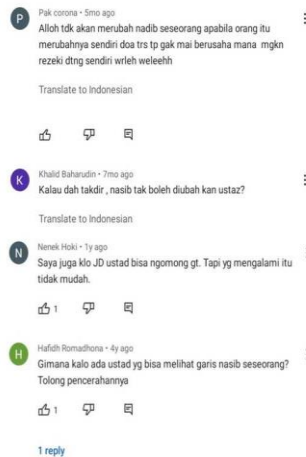 P
Pak corona • 5mo ago
Alloh tdk akan merubah nadib seseorang apabila orang itu
merubahnya sendiri doa trs tp gak mai berusaha mana mgkn
rezeki dtng sendiri wrleh weleehh
Translate to Indonesian
K
Khalid Baharudin • 7mo ago
Kalau dah takdir , nasib tak boleh diubah kan ustaz?
Translate to Indonesian
N
Nenek Hoki • 1y ago
Saya juga klo JD ustad bisa ngomong gt. Tapi yg mengalami itu
tidak mudah.
1
H
Hafidh Romadhona • 4y ago
Gimana kalo ada ustad yg bisa melihat garis nasib seseorang?
Tolong pencerahannya
1
1 reply